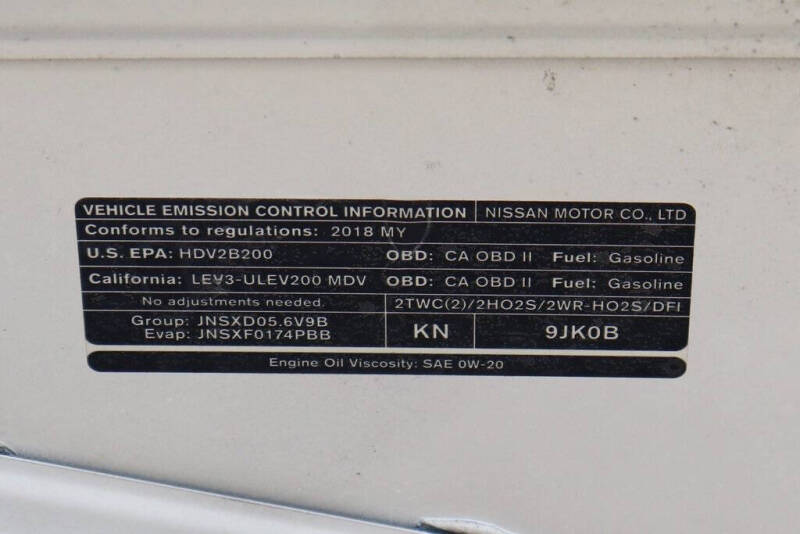 VEHICLE EMISSION CONTROL INFORMATION NISSAN MOTOR CO., LTD
Conforms to regulations: 2018 MY
U.S. EPA: HDV2B200 OBD: CA OBD II Fuel: Gasoline
California: LEV3-ULEV200 MDV OBD: CA OBD II Fuel: Gasoline
No adjustments needed. 2TWC(2)/2HO2S/2WR-HO2S/DFI
Group: JNSXD05.6V9B
Evap: JNSXF0174PBB
KN 9JK0B
Engine Oil Viscosity: SAE 0W-20